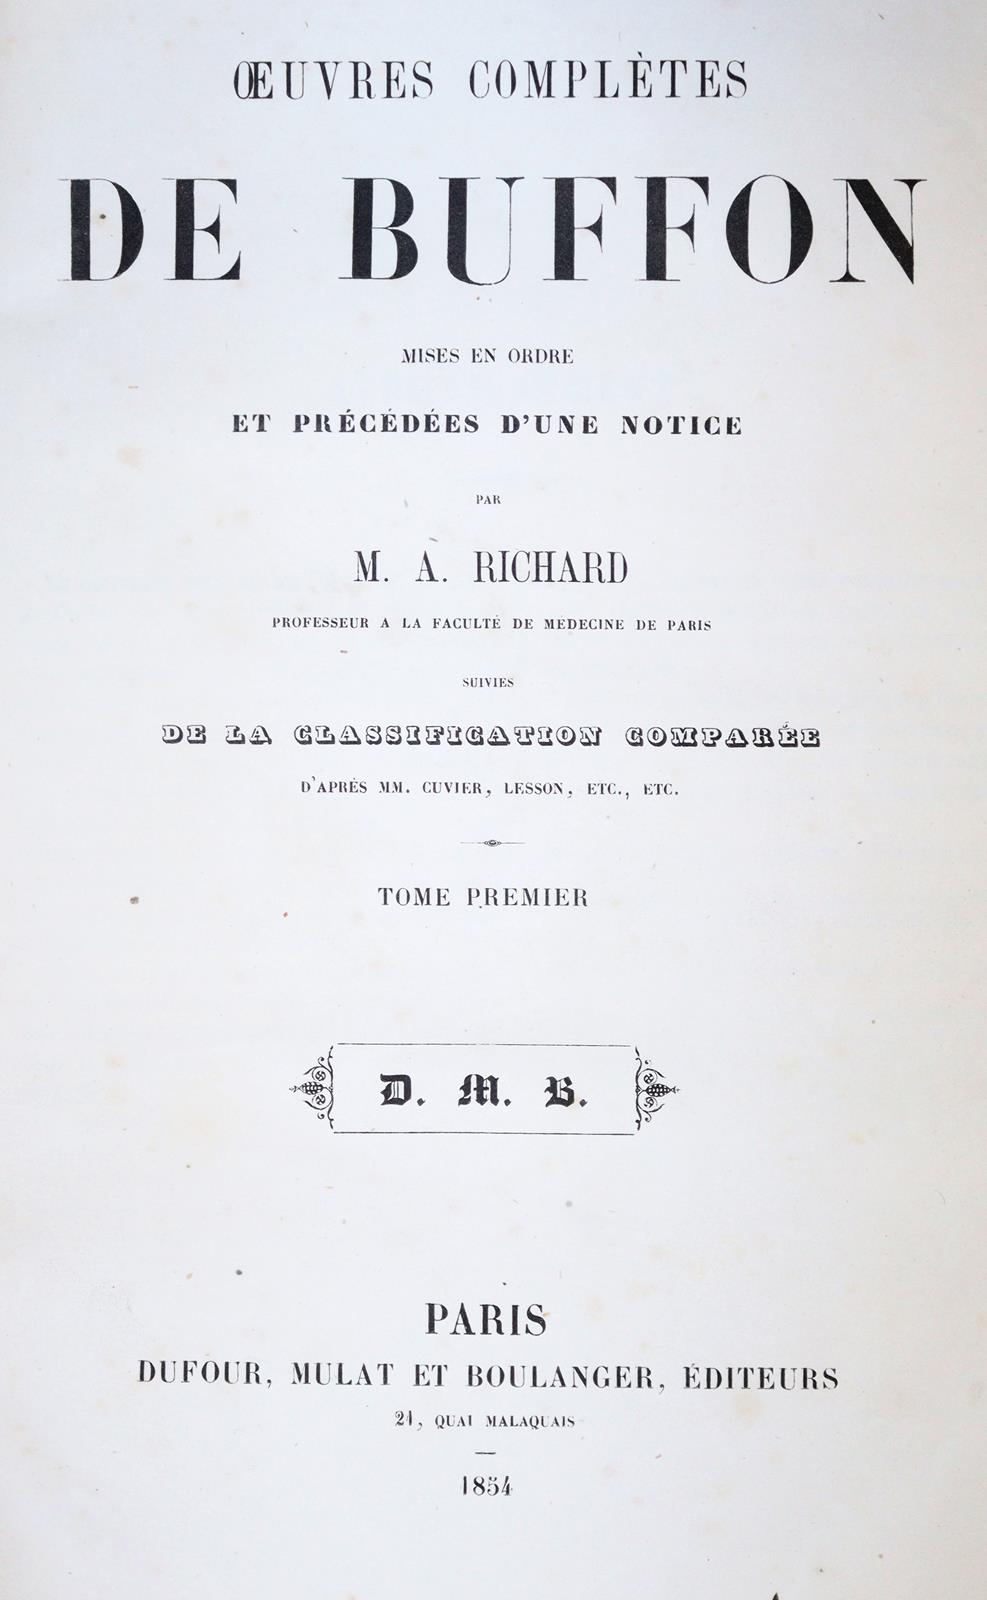 ŒUVRES COMPLÈTES
DE BUFFON
MISES EN ORDRE
ET PRÉCÉDÉES D'UNE NOTICE
PAR
M. A. RICHARD
PROFESSEUR A LA FACULTÉ DE MÉDECINE DE PARIS
SUIVIES
DE LA CLASSIFICATION COMPARÉE
D'APRÈS MM. CUVIER, LESSON, ETC., ETC.
TOME PREMIER
D. M. B.
PARIS
DUFOUR, MULAT ET BOULANGER, ÉDITEURS
21, QUAI MALAQUAIS
1854